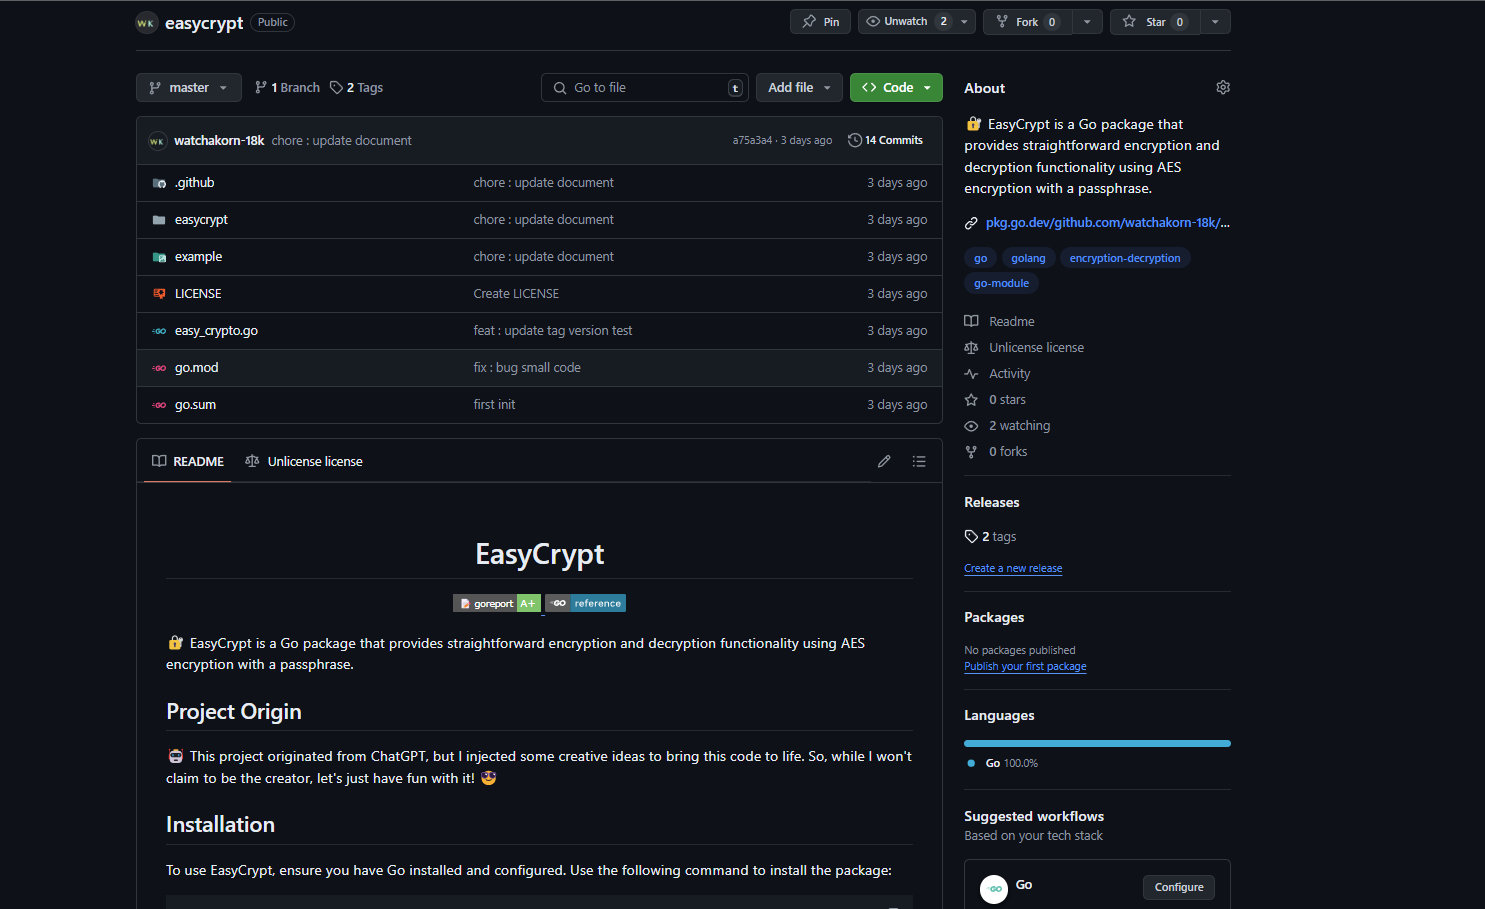 WK easycrypt Public
Pin Unwatch 2 Fork 0 Star 0
master 1 Branch 2 Tags Go to file t Add file Code
WK watchakorn-18k chore : update document a75a3a4 · 3 days ago 14 Commits
.github chore : update document 3 days ago
easycrypt chore : update document 3 days ago
example chore : update document 3 days ago
LICENSE Create LICENSE 3 days ago
GO easy_crypto.go feat : update tag version test 3 days ago
GO go.mod fix : bug small code 3 days ago
GO go.sum first init 3 days ago
README Unlicense license
EasyCrypt
goreport A+ GO reference
🔐 EasyCrypt is a Go package that provides straightforward encryption and decryption functionality using AES
encryption with a passphrase.
Project Origin
🤖 This project originated from ChatGPT, but I injected some creative ideas to bring this code to life. So, while I won't
claim to be the creator, let's just have fun with it! 😎
Installation
To use EasyCrypt, ensure you have Go installed and configured. Use the following command to install the package:
About
🔐 EasyCrypt is a Go package that
provides straightforward encryption and
decryption functionality using AES
encryption with a passphrase.
pkg.go.dev/github.com/watchakorn-18k/...
go golang encryption-decryption
go-module
Readme
Unlicense license
Activity
0 stars
2 watching
0 forks
Releases
2 tags
Create a new release
Packages
No packages published
Publish your first package
Languages
Go 100.0%
Suggested workflows
Based on your tech stack
GO Go Configure